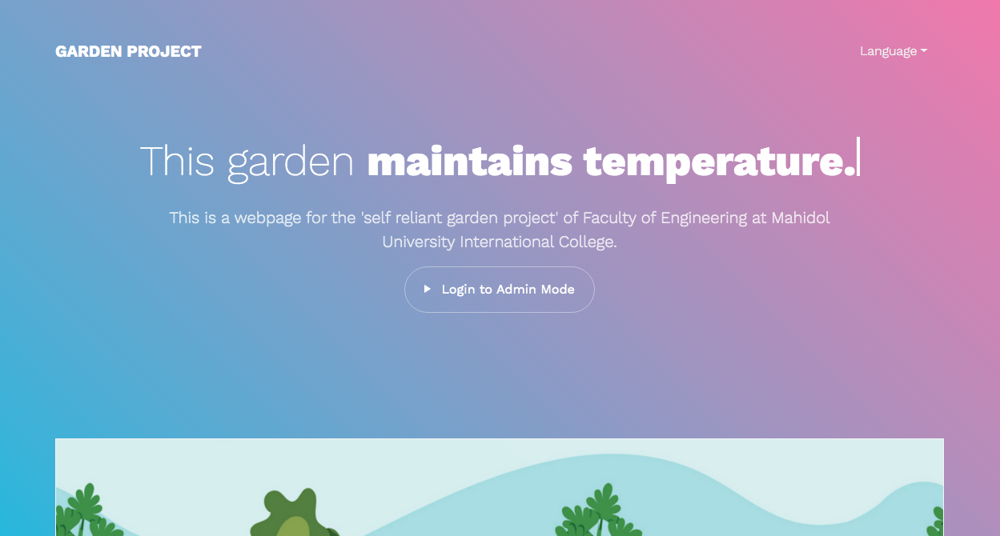 GARDEN PROJECT
Language
This garden maintains temperature.
This is a webpage for the 'self reliant garden project' of Faculty of Engineering at Mahidol
University International College.
Login to Admin Mode